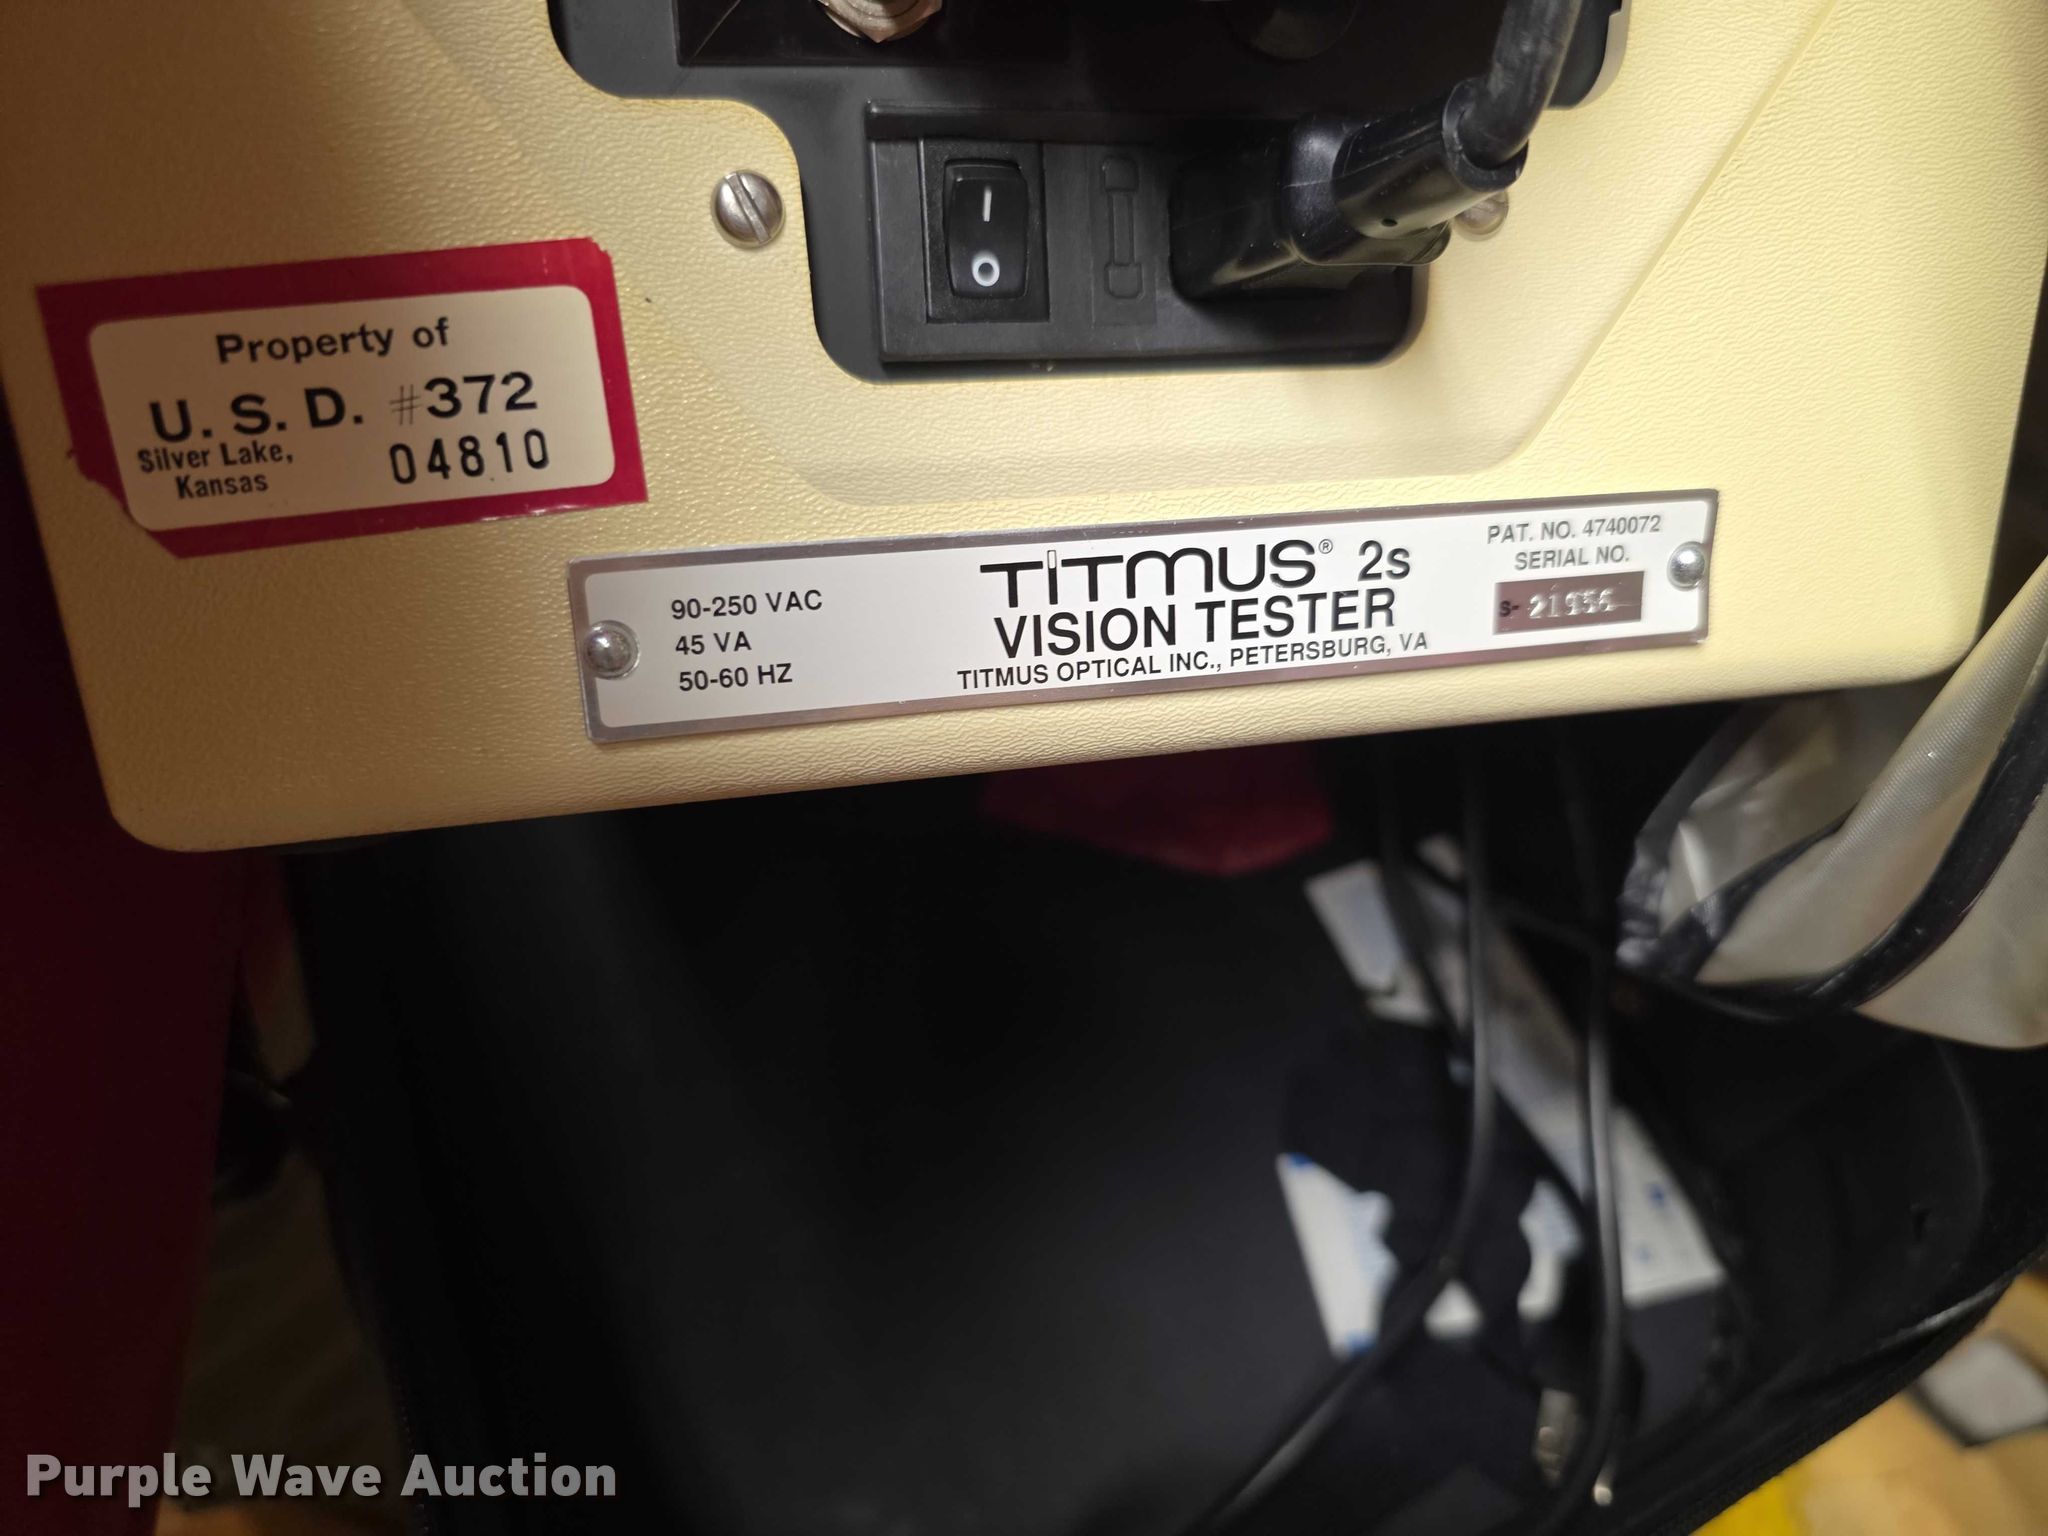 Property of
U. S. D. #372
Silver Lake,
Kansas
04810
90-250 VAC
45 VA
50-60 HZ
TITMUS® 2s
VISION TESTER
TITMUS OPTICAL INC., PETERSBURG, VA
PAT. NO. 4740072
SERIAL NO.
S- 21956
Purple Wave Auction